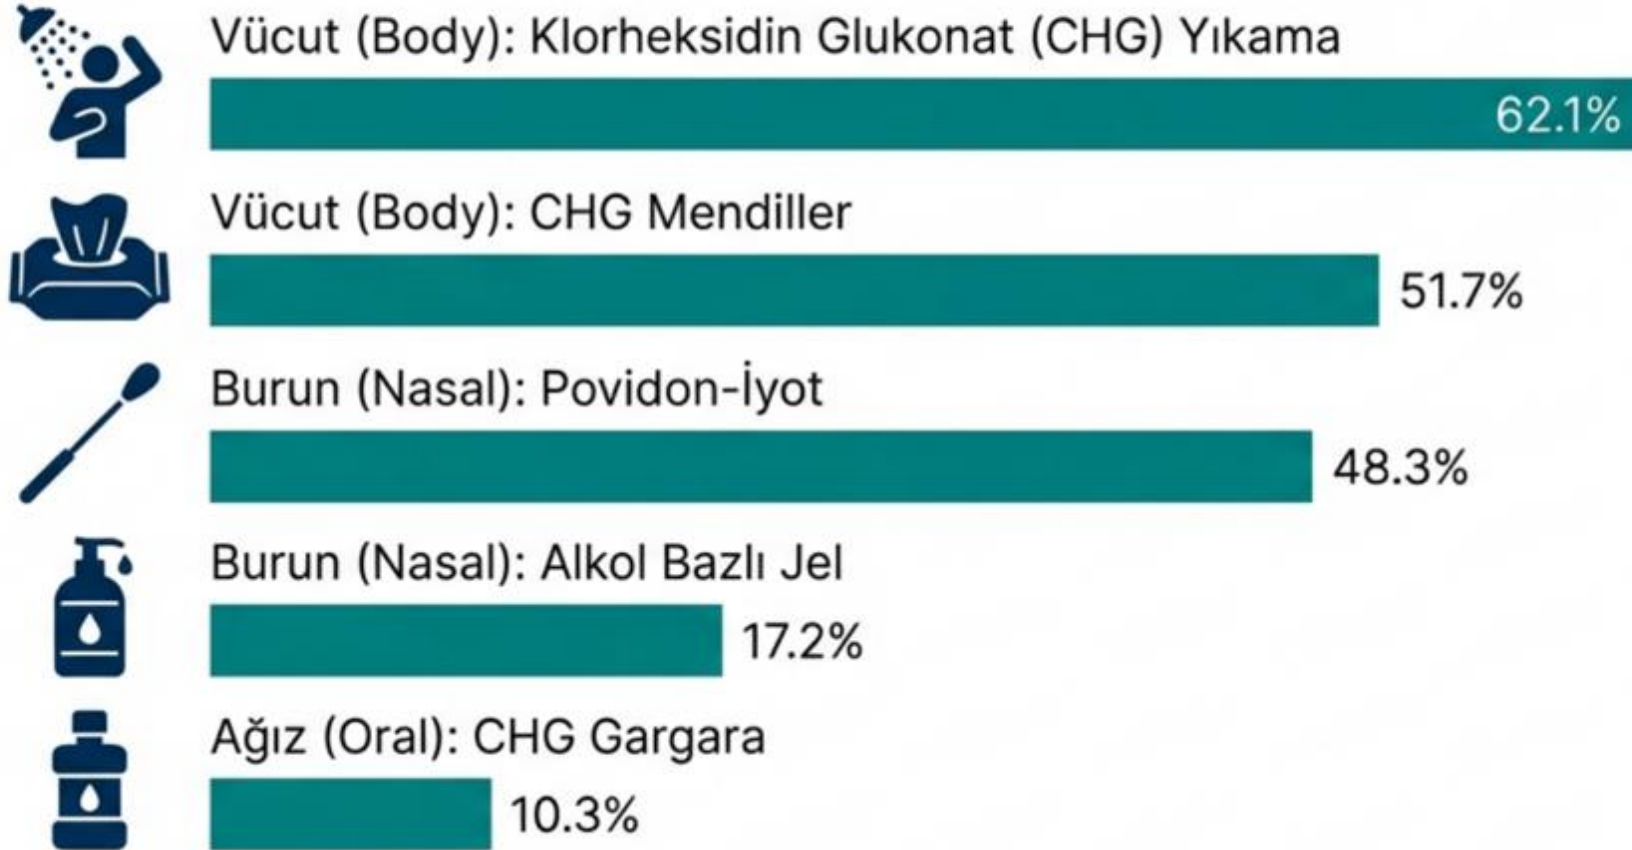 Vücut (Body): Klorheksidin Glukonat (CHG) Yıkama
62.1%
Vücut (Body): CHG Mendiller
51.7%
Burun (Nasal): Povidon-İyot
48.3%
Burun (Nasal): Alkol Bazlı Jel
17.2%
Ağız (Oral): CHG Gargara
10.3%